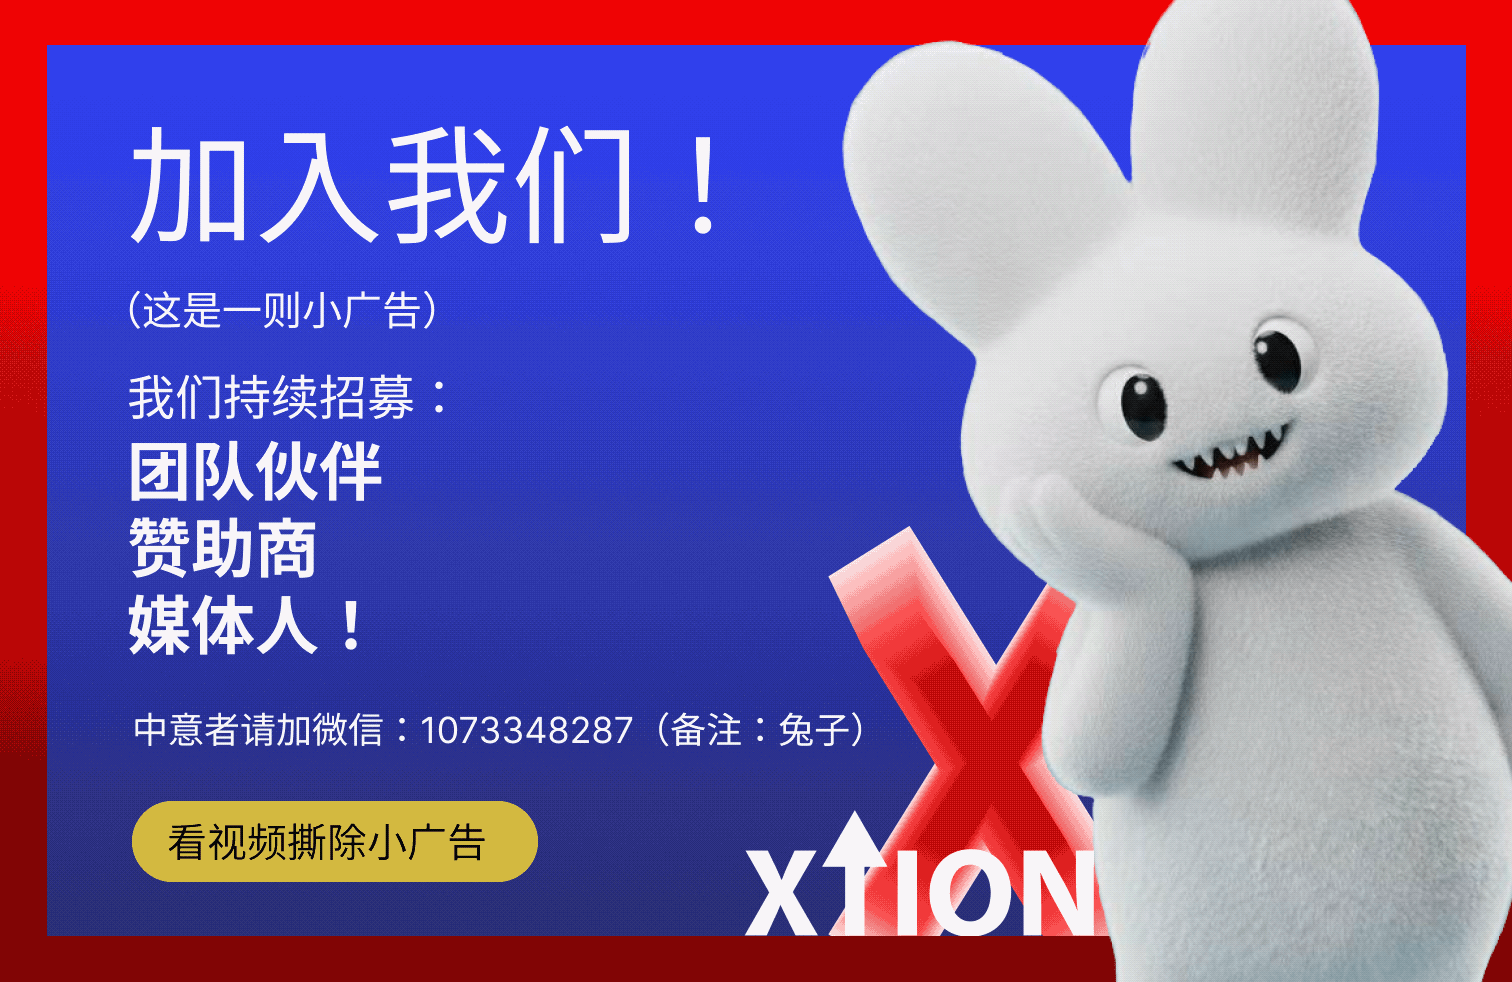 加入我们！
（这是一则小广告）
我们持续招募：
团队伙伴
赞助商
媒体人！
中意者请加微信：1073348287（备注：兔子）
看视频撕除小广告
X
XTION